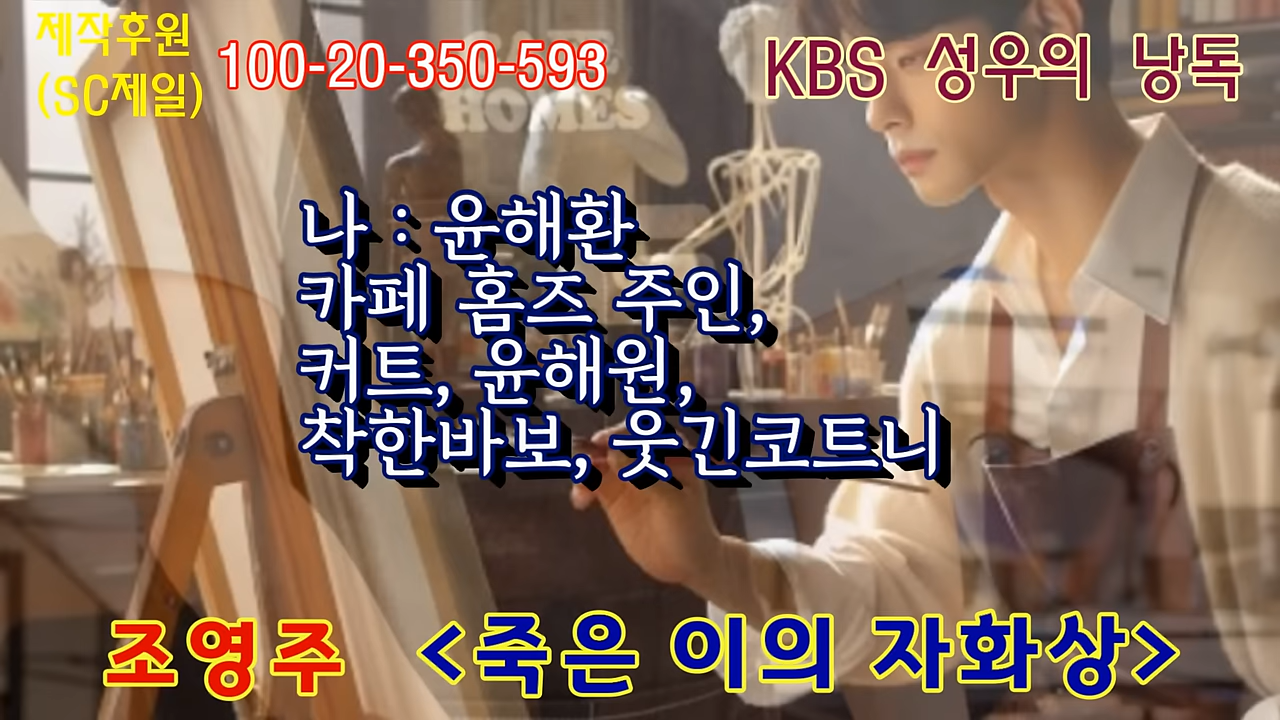 제작후원
(SC제일)
100-20-350-593
KBS 성우의 낭독
CAFE
HOMES
나 : 윤해환
카페 홈즈 주인,
커트, 윤해원,
착한바보, 웃긴코트니
조영주 <죽은 이의 자화상>